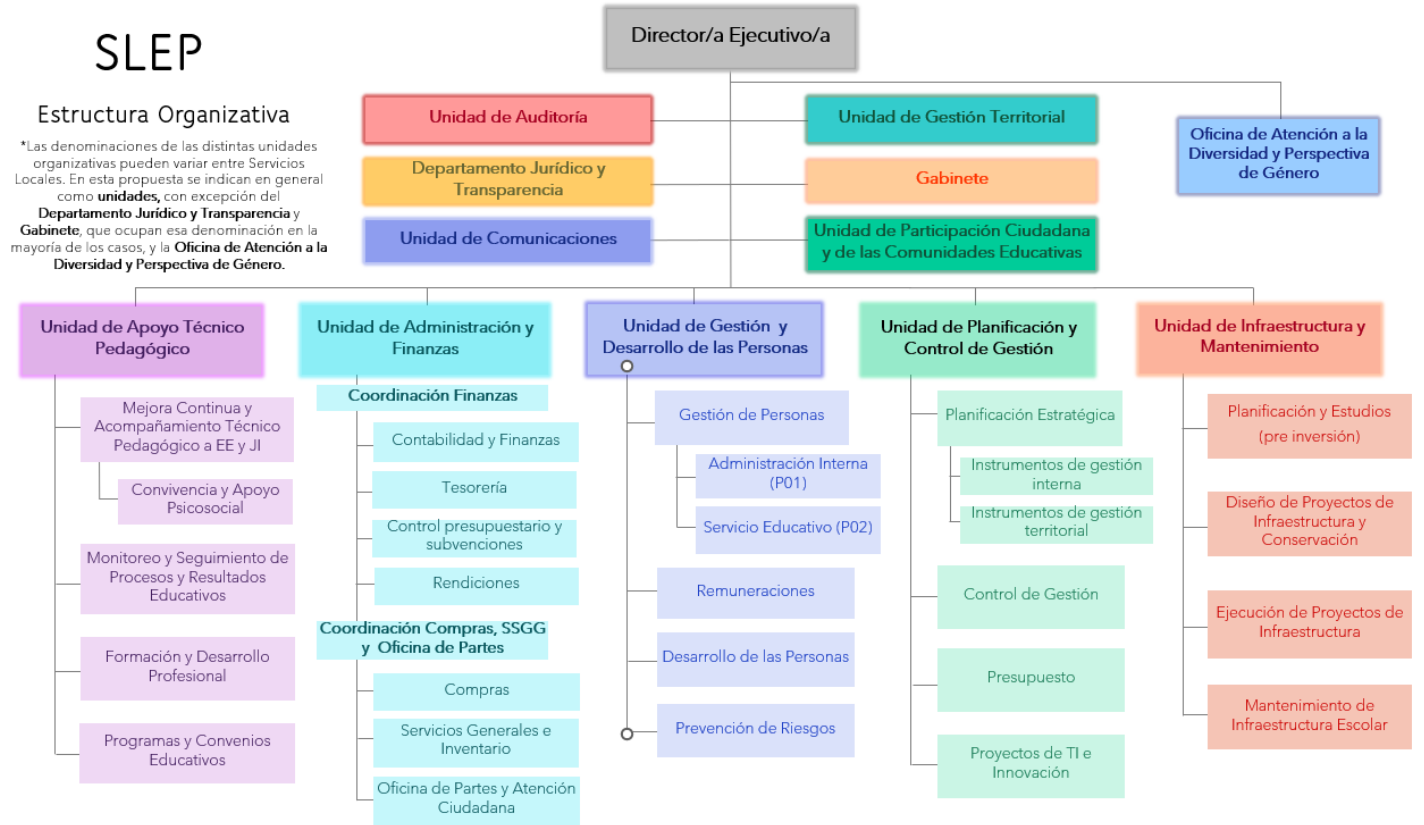 SLEP
Estructura Organizativa
*Las denominaciones de las distintas unidades
organizativas pueden variar entre Servicios
Locales. En esta propuesta se indican en general
como unidades, con excepción del
Departamento Jurídico y Transparencia y
Gabinete, que ocupan esa denominación en la
mayoría de los casos, y la Oficina de Atención a la
Diversidad y Perspectiva de Género.
Director/a Ejecutivo/a
Unidad de Auditoría
Unidad de Gestión Territorial
Oficina de Atención a la
Diversidad y Perspectiva
de Género
Departamento Jurídico y
Transparencia
Gabinete
Unidad de Comunicaciones
Unidad de Participación Ciudadana
y de las Comunidades Educativas
Unidad de Apoyo Técnico
Pedagógico
Mejora Continua y
Acompañamiento Técnico
Pedagógico a EE y JI
Convivencia y Apoyo
Psicosocial
Monitoreo y Seguimiento de
Procesos y Resultados
Educativos
Formación y Desarrollo
Profesional
Programas y Convenios
Educativos
Unidad de Administración y
Finanzas
Coordinación Finanzas
Contabilidad y Finanzas
Tesorería
Control presupuestario y
subvenciones
Rendiciones
Coordinación Compras, SSGG
y Oficina de Partes
Compras
Servicios Generales e
Inventario
Oficina de Partes y Atención
Ciudadana
Unidad de Gestión y
Desarrollo de las Personas
Gestión de Personas
Administración Interna
(P01)
Servicio Educativo (P02)
Remuneraciones
Desarrollo de las Personas
Prevención de Riesgos
Unidad de Planificación y
Control de Gestión
Planificación Estratégica
Instrumentos de gestión
interna
Instrumentos de gestión
territorial
Control de Gestión
Presupuesto
Proyectos de TI e
Innovación
Unidad de Infraestructura y
Mantenimiento
Planificación y Estudios
(pre inversión)
Diseño de Proyectos de
Infraestructura y
Conservación
Ejecución de Proyectos de
Infraestructura
Mantenimiento de
Infraestructura Escolar